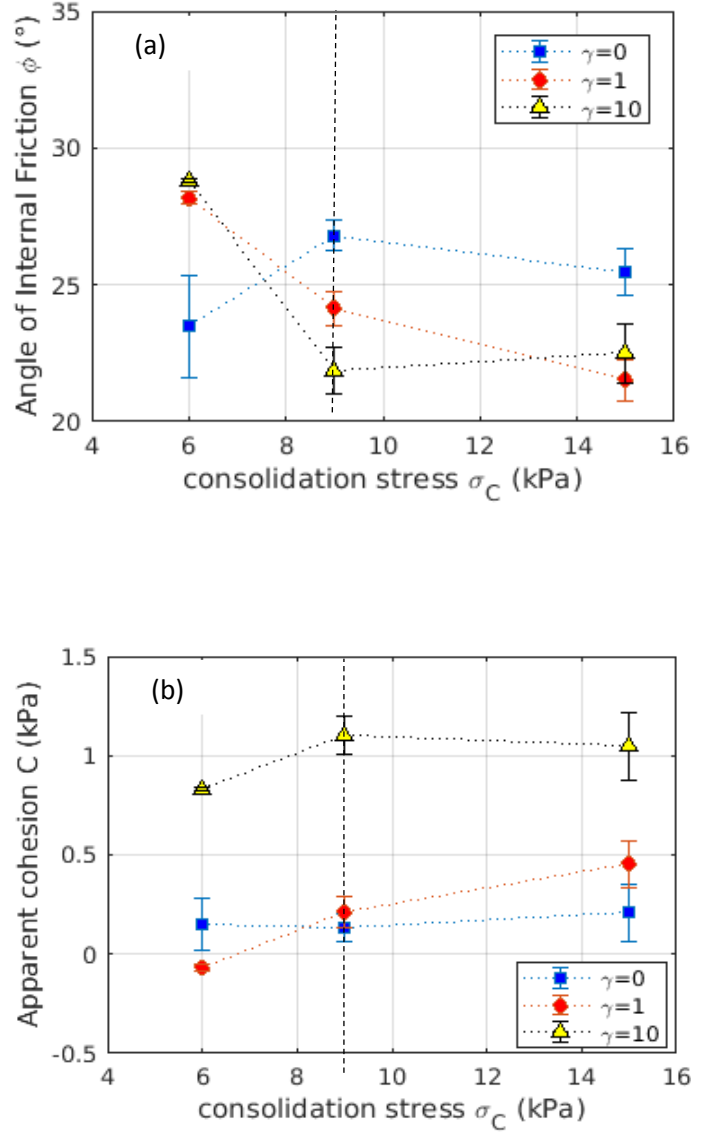 (a)
Angle of Internal Friction ϕ (°)
35
30
25
20
γ=0
γ=1
γ=10
4 6 8 10 12 14 16
consolidation stress σ_C (kPa)
(b)
Apparent cohesion C (kPa)
1.5
1
0.5
0
-0.5
γ=0
γ=1
γ=10
4 6 8 10 12 14 16
consolidation stress σ_C (kPa)